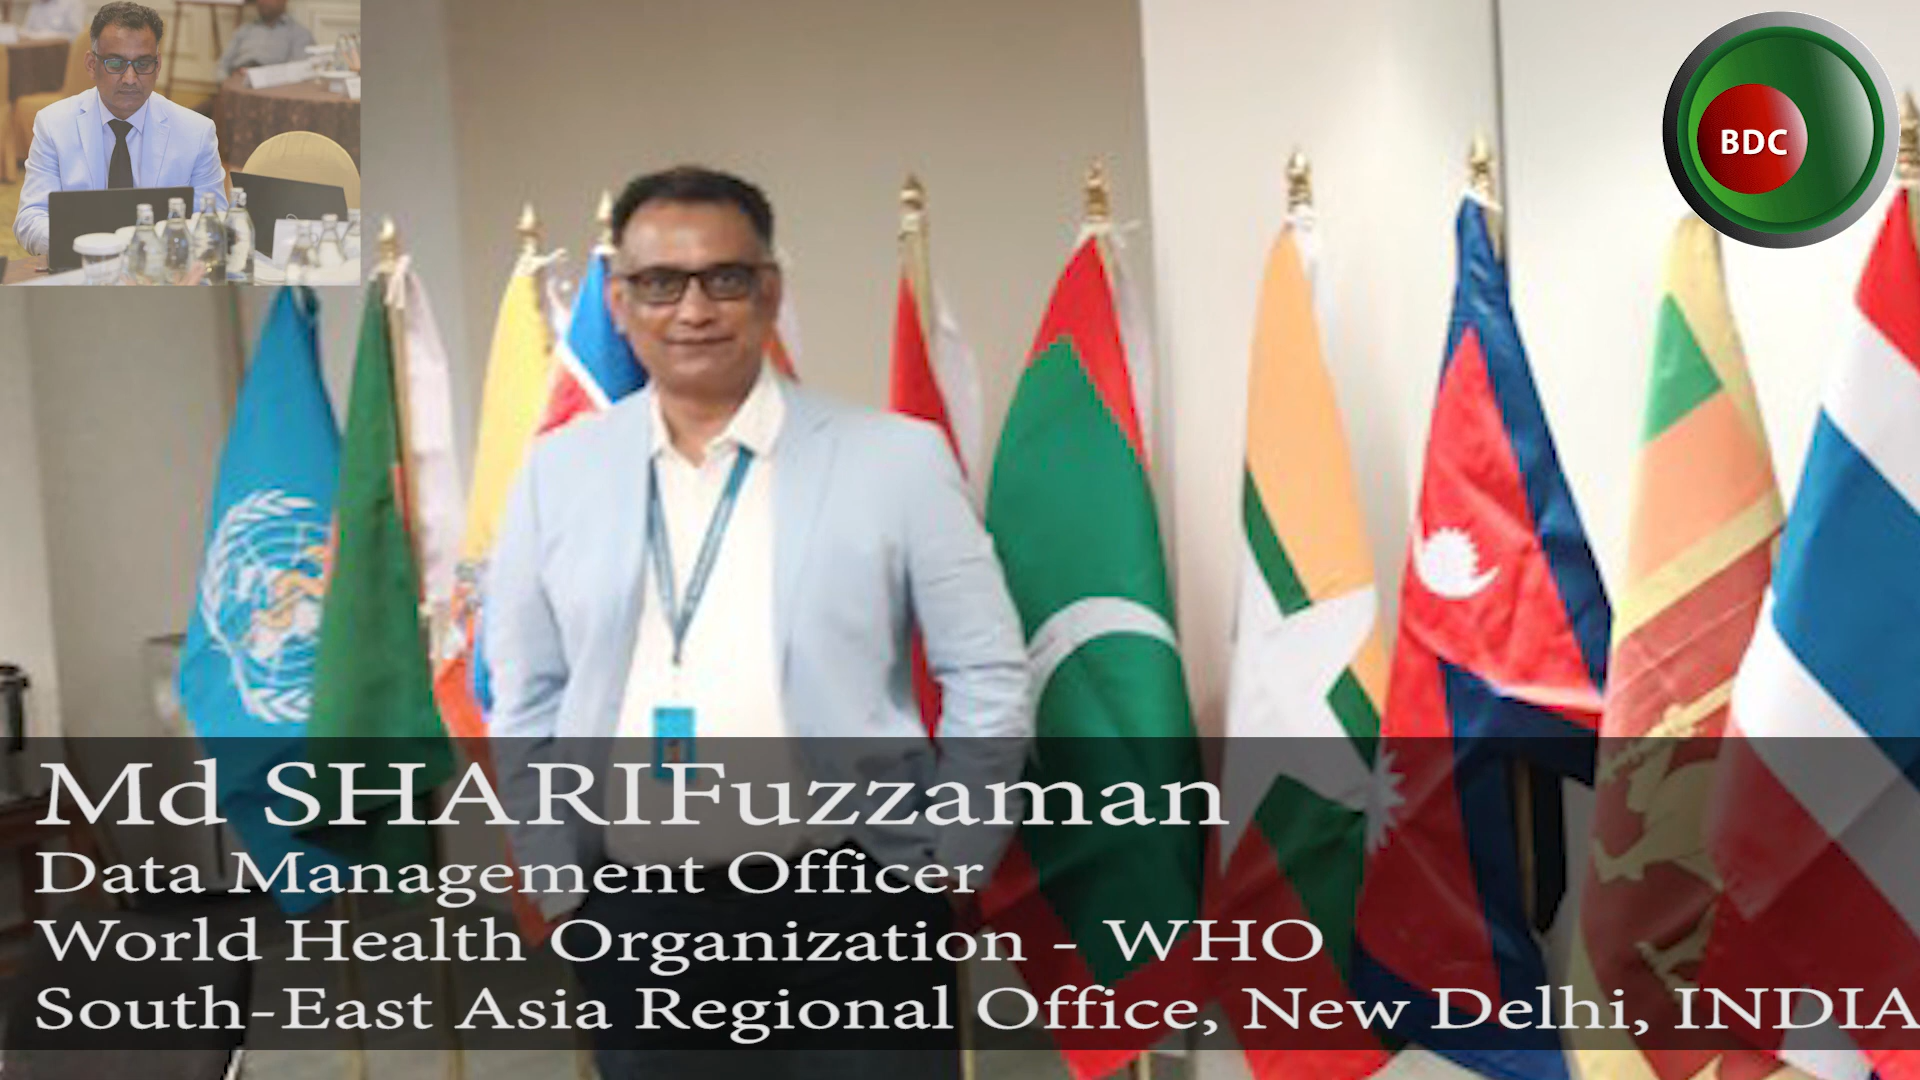 BDC
Md SHARIFuzzaman
Data Management Officer
World Health Organization - WHO
South-East Asia Regional Office, New Delhi, INDIA